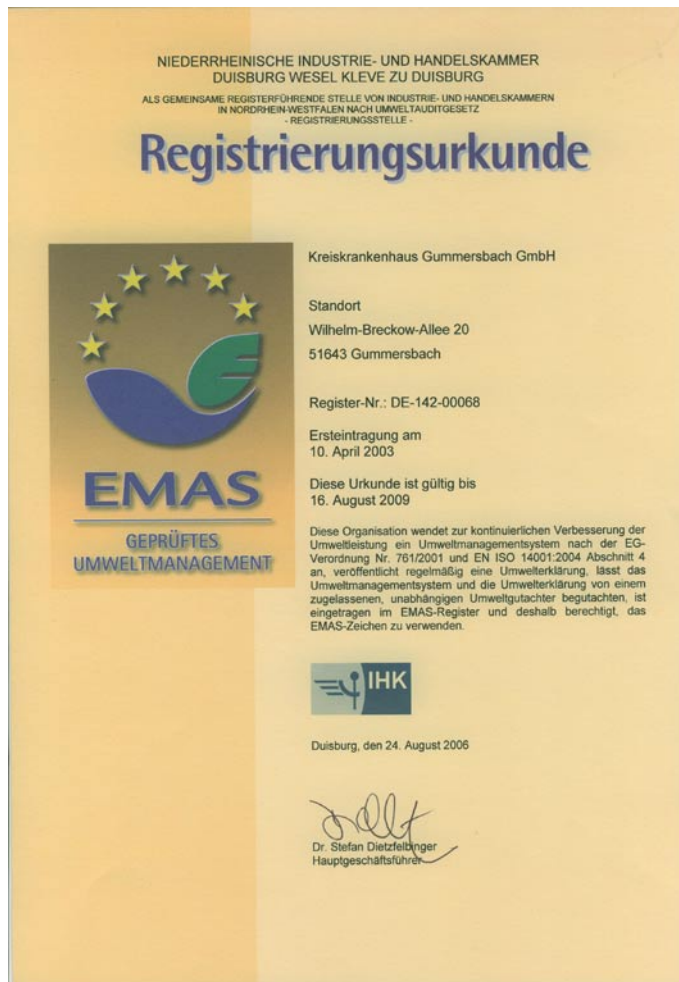 NIEDERRHEINISCHE INDUSTRIE- UND HANDELSKAMMER
DUISBURG WESEL KLEVE ZU DUISBURG
ALS GEMEINSAME REGISTERFÜHRENDE STELLE VON INDUSTRIE- UND HANDELSKAMMERN
IN NORDRHEIN-WESTFALEN NACH UMWELTAUDITGESETZ
- REGISTRIERUNGSSTELLE -
Registrierungsurkunde
EMAS
GEPRÜFTES
UMWELTMANAGEMENT
Kreiskrankenhaus Gummersbach GmbH
Standort
Wilhelm-Breckow-Allee 20
51643 Gummersbach
Register-Nr.: DE-142-00068
Ersteintragung am
10. April 2003
Diese Urkunde ist gültig bis
16. August 2009
Diese Organisation wendet zur kontinuierlichen Verbesserung der
Umweltleistung ein Umweltmanagementsystem nach der EG-
Verordnung Nr. 761/2001 und EN ISO 14001:2004 Abschnitt 4
an, veröffentlicht regelmäßig eine Umwelterklärung, lässt das
Umweltmanagementsystem und die Umwelterklärung von einem
zugelassenen, unabhängigen Umweltgutachter begutachten, ist
eingetragen im EMAS-Register und deshalb berechtigt, das
EMAS-Zeichen zu verwenden.
IHK
Duisburg, den 24. August 2006
Dr. Stefan Dietzfelbinger
Hauptgeschäftsführer